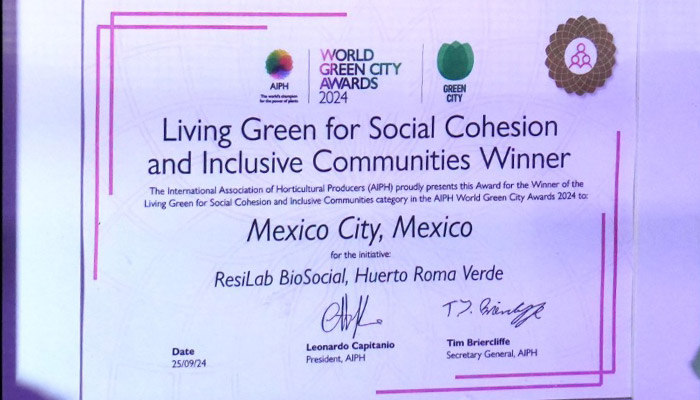 AIPH
The world's champion
for the power of plants
WORLD
GREEN CITY
AWARDS
2024
GREEN
CITY
Living Green for Social Cohesion
and Inclusive Communities Winner
The International Association of Horticultural Producers (AIPH) proudly presents this Award for the Winner of the
Living Green for Social Cohesion and Inclusive Communities category in the AIPH World Green City Awards 2024 to:
Mexico City, Mexico
for the initiative:
ResiLab BioSocial, Huerto Roma Verde
T. J. Briercliffe
Date
25/09/24
Leonardo Capitanio
President, AIPH
Tim Briercliffe
Secretary General, AIPH